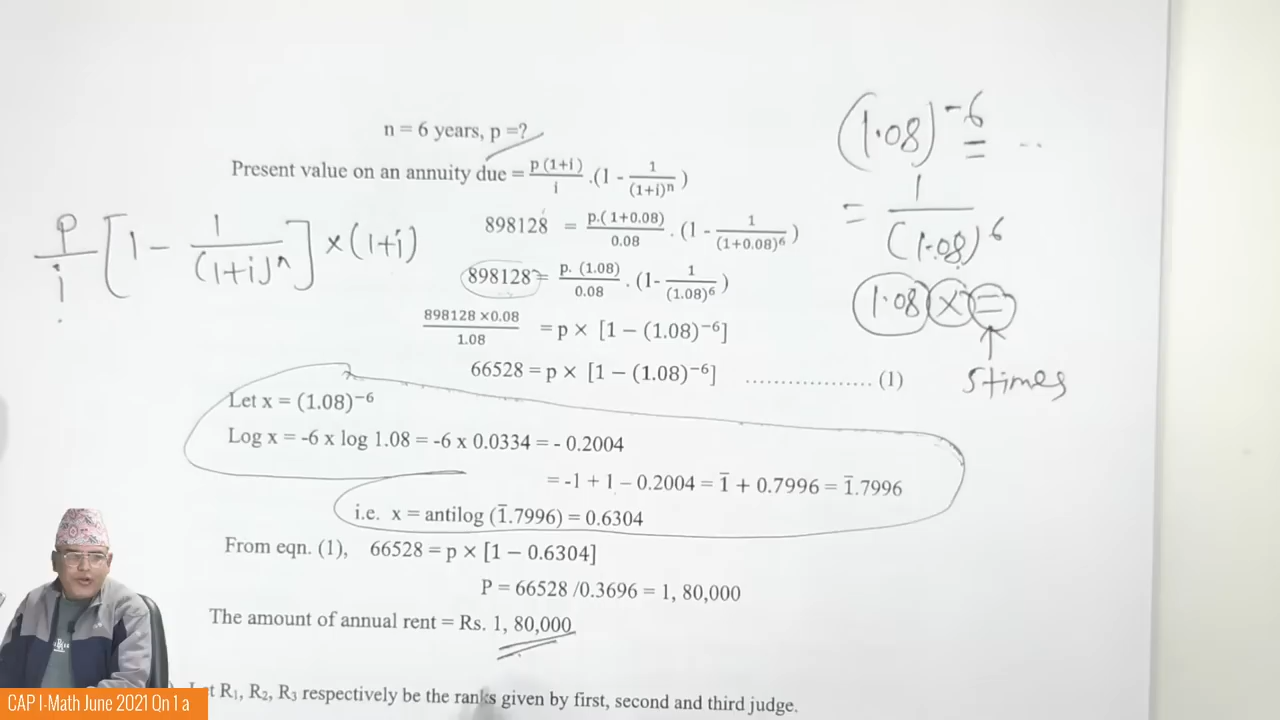 n = 6 years, p =?
Present value on an annuity due = p (1+i)/i .(1 - 1/(1+i)ⁿ )
898128 = p.( 1+0.08)/0.08 . (1 - 1/(1+0.08)⁶ )
898128 = p. (1.08)/0.08 . (1- 1/(1.08)⁶ )
898128 ×0.08/1.08 = p × [1 − (1.08)⁻⁶]
66528 = p × [1 − (1.08)⁻⁶] .................. (1)
Let x = (1.08)⁻⁶
Log x = -6 x log 1.08 = -6 x 0.0334 = - 0.2004
= -1 + 1 – 0.2004 = 1̄ + 0.7996 = 1̄.7996
i.e. x = antilog (1̄.7996) = 0.6304
From eqn. (1), 66528 = p × [1 − 0.6304]
P = 66528 /0.3696 = 1, 80,000
The amount of annual rent = Rs. 1, 80,000
R₁, R₂, R₃ respectively be the ranks given by first, second and third judge.
p/i [1 - 1/(1+i)ⁿ] × (1+i)
(1.08)⁻⁶ = ..
= 1/(1.08)⁶
1.08 × =
5times
CAP I-Math June 2021 Qn 1 a